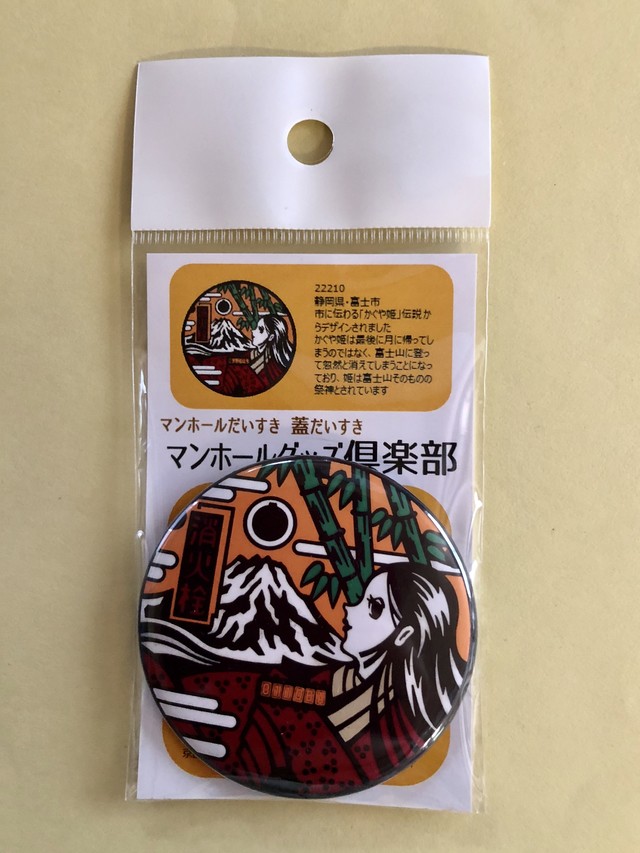 22210
静岡県・富士市
市に伝わる「かぐや姫」伝説か
らデザインされました
かぐや姫は最後に月に帰ってし
まうのではなく、富士山に登っ
て忽然と消えてしまうことになっ
ており、姫は富士山そのものの
祭神とされています
マンホールだいすき 蓋だいすき
マンホールグッズ倶楽部
消火栓